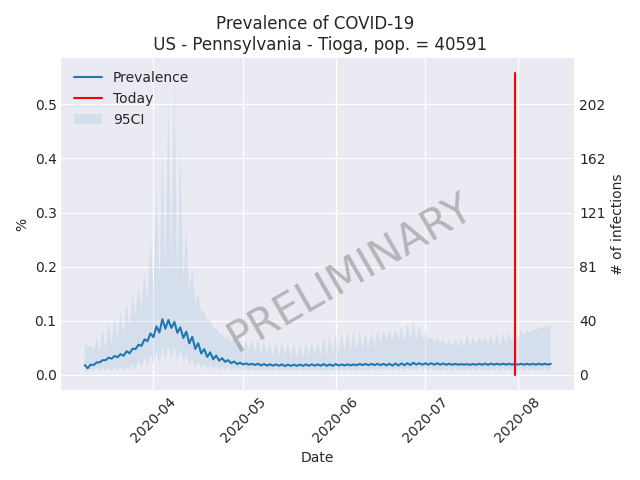 Prevalence of COVID-19
US - Pennsylvania - Tioga, pop. = 40591
Prevalence
Today
95CI
%
0.5
0.4
0.3
0.2
0.1
0.0
202
162
121
81
40
0
# of infections
PRELIMINARY
2020-04
2020-05
2020-06
2020-07
2020-08
Date